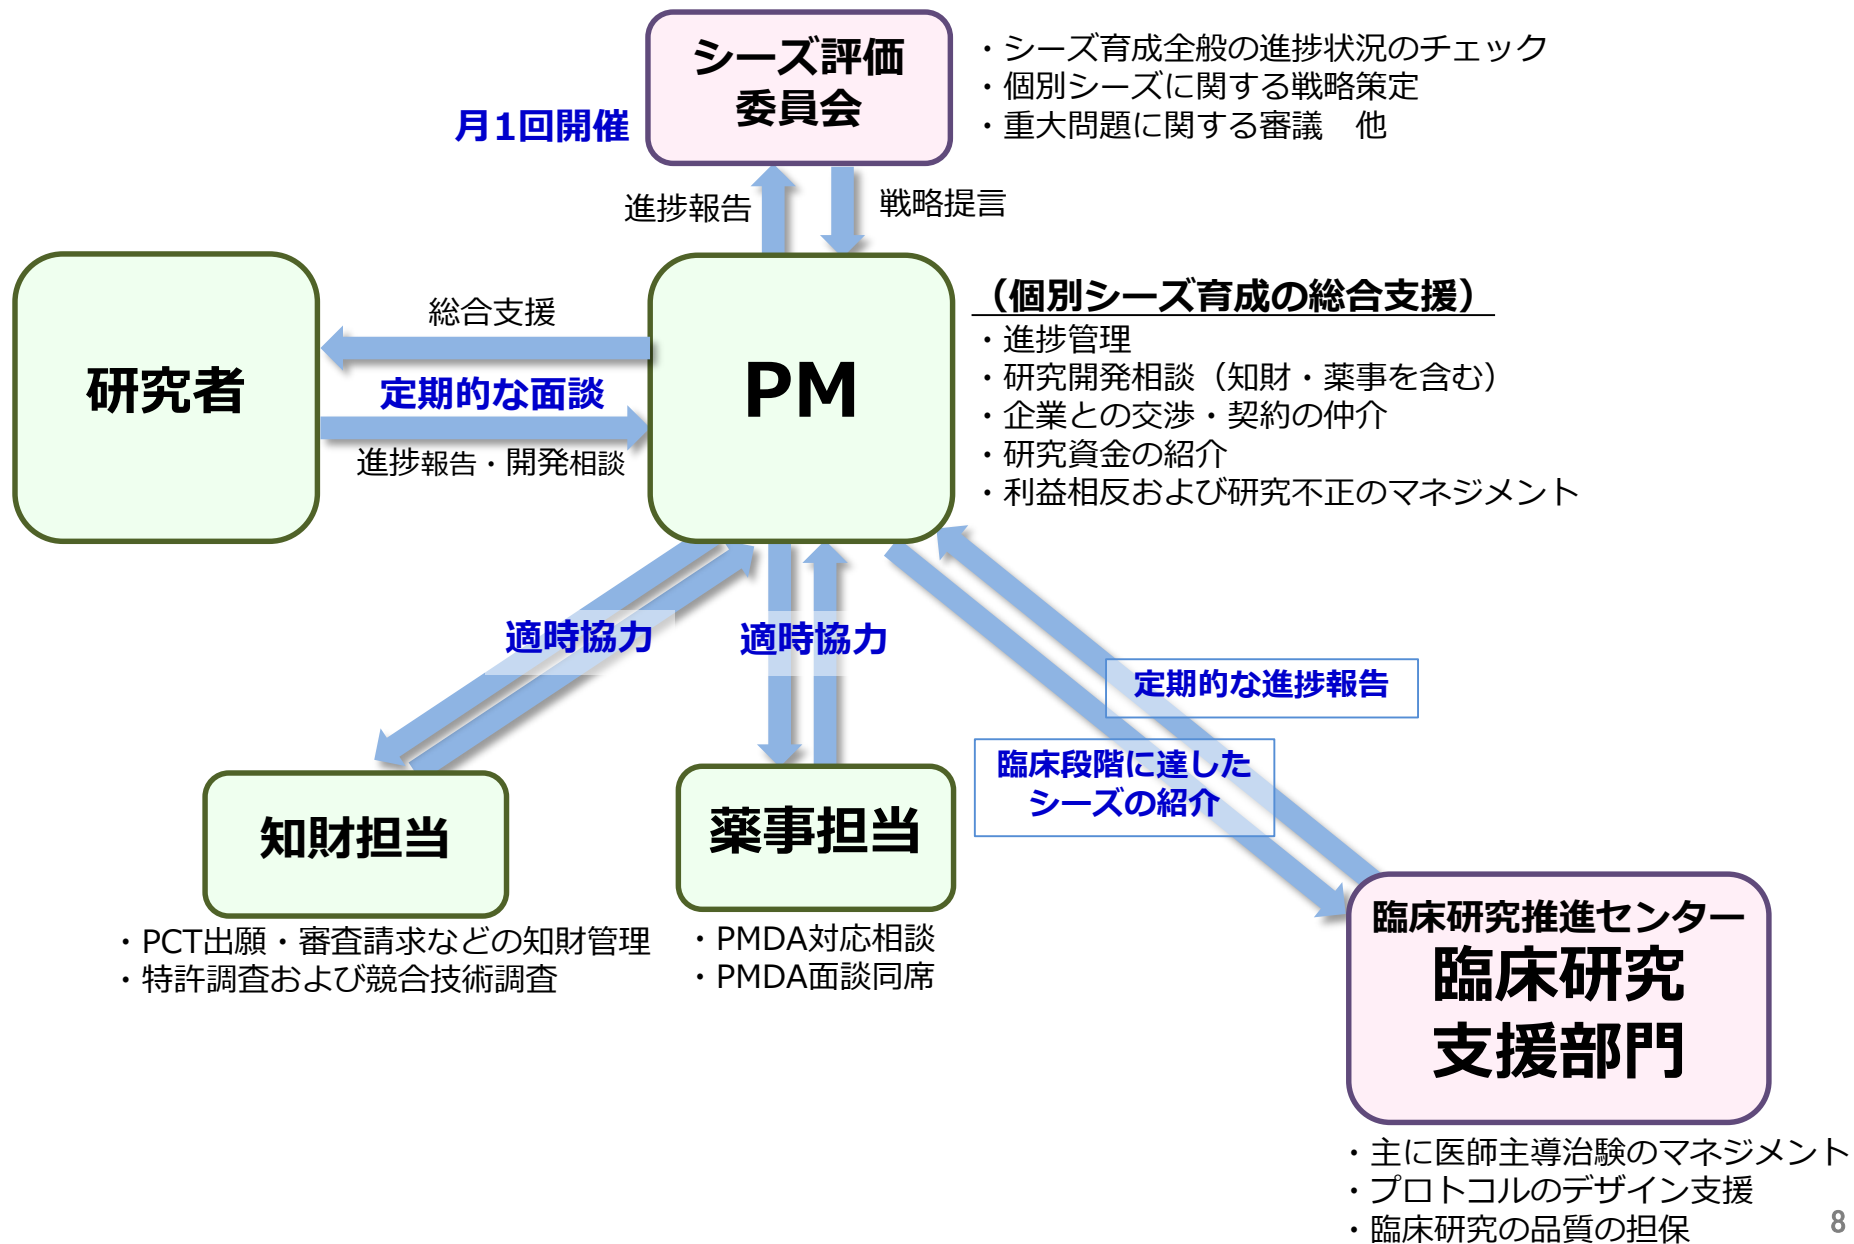 シーズ評価
委員会
月1回開催
・シーズ育成全般の進捗状況のチェック
・個別シーズに関する戦略策定
・重大問題に関する審議　他
進捗報告
戦略提言
研究者
総合支援
定期的な面談
進捗報告・開発相談
PM
（個別シーズ育成の総合支援）
・進捗管理
・研究開発相談（知財・薬事を含む）
・企業との交渉・契約の仲介
・研究資金の紹介
・利益相反および研究不正のマネジメント
適時協力
適時協力
定期的な進捗報告
臨床段階に達した
シーズの紹介
知財担当
・PCT出願・審査請求などの知財管理
・特許調査および競合技術調査
薬事担当
・PMDA対応相談
・PMDA面談同席
臨床研究推進センター
臨床研究
支援部門
・主に医師主導治験のマネジメント
・プロトコルのデザイン支援
・臨床研究の品質の担保
8